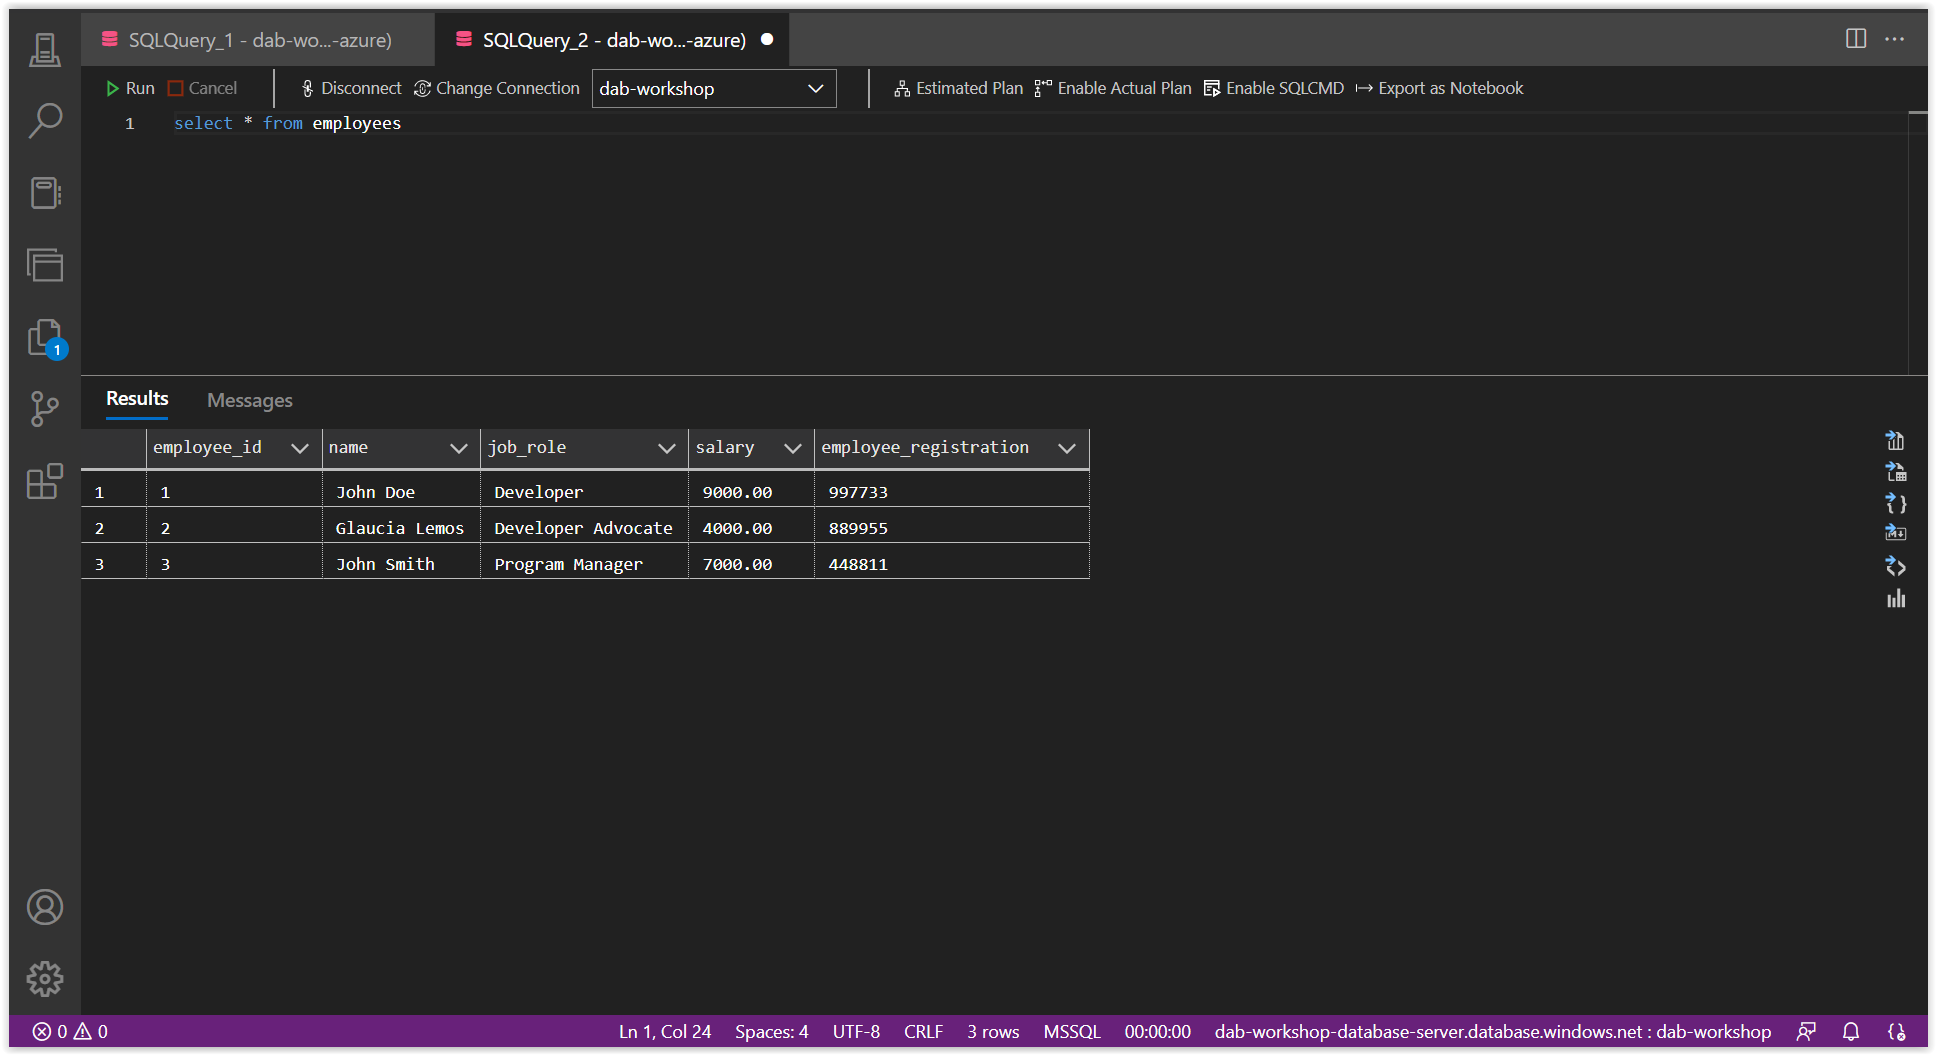 SQLQuery_1 - dab-wo...-azure) SQLQuery_2 - dab-wo...-azure)
Run Cancel Disconnect Change Connection dab-workshop Estimated Plan Enable Actual Plan Enable SQLCMD Export as Notebook
1 select * from employees
1
Results Messages
employee_id name job_role salary employee_registration
1 1 John Doe Developer 9000.00 997733
2 2 Glaucia Lemos Developer Advocate 4000.00 889955
3 3 John Smith Program Manager 7000.00 448811
0 0 Ln 1, Col 24 Spaces: 4 UTF-8 CRLF 3 rows MSSQL 00:00:00 dab-workshop-database-server.database.windows.net : dab-workshop